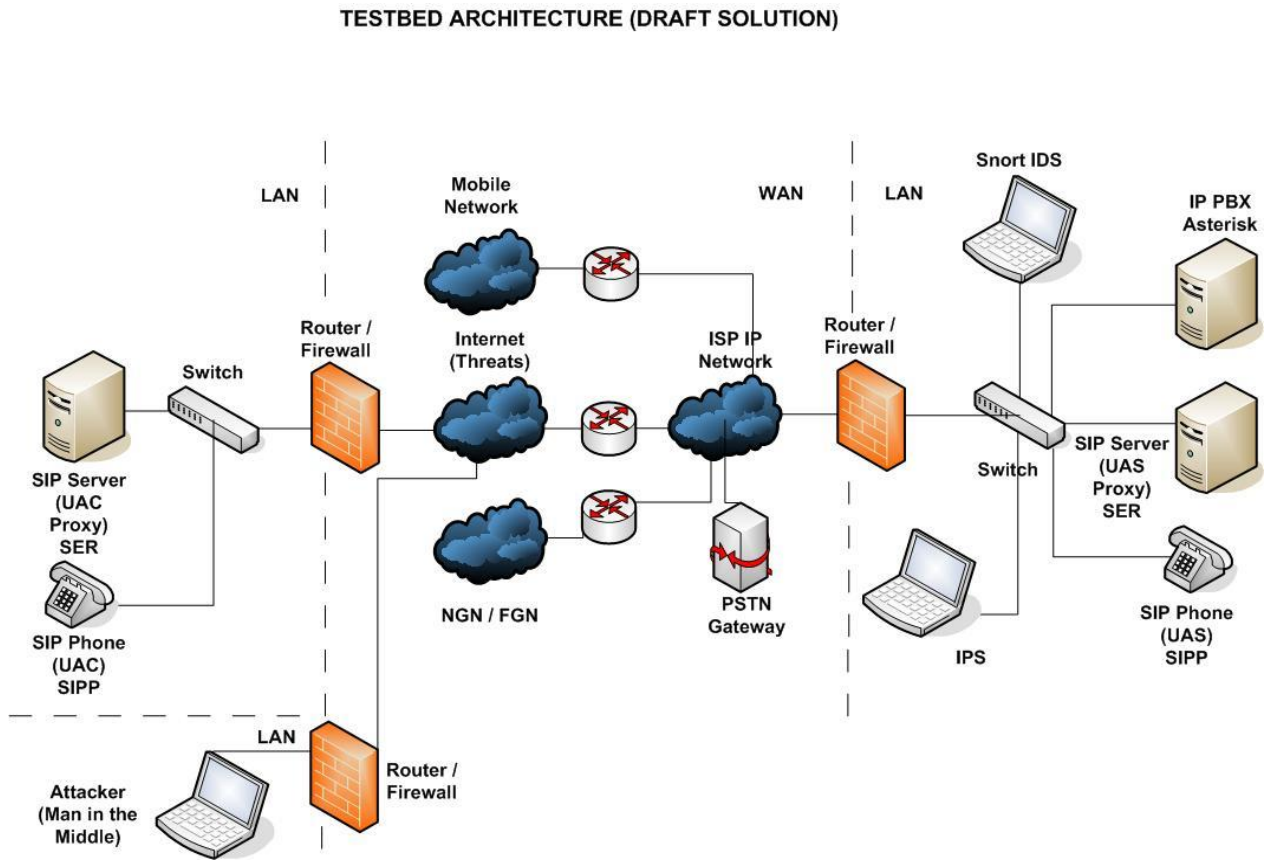 TESTBED ARCHITECTURE (DRAFT SOLUTION)
LAN
Mobile
Network
WAN
LAN
Snort IDS
IP PBX
Asterisk
Switch
Router /
Firewall
Internet
(Threats)
ISP IP
Network
Router /
Firewall
SIP Server
(UAC
Proxy)
SER
SIP Phone
(UAC)
SIPP
NGN / FGN
PSTN
Gateway
Switch
SIP Server
(UAS
Proxy)
SER
IPS
SIP Phone
(UAS)
SIPP
LAN
Router /
Firewall
Attacker
(Man in the
Middle)